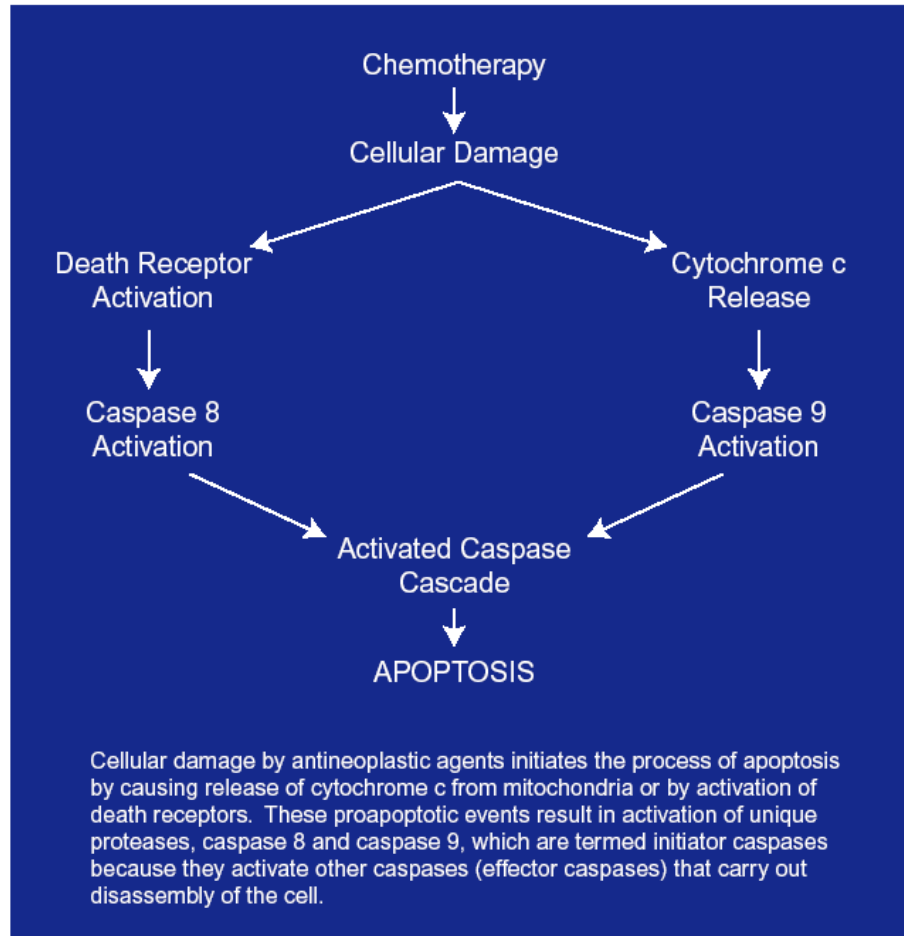 Chemotherapy
Cellular Damage
Death Receptor
Activation
Cytochrome c
Release
Caspase 8
Activation
Caspase 9
Activation
Activated Caspase
Cascade
APOPTOSIS
Cellular damage by antineoplastic agents initiates the process of apoptosis
by causing release of cytochrome c from mitochondria or by activation of
death receptors.  These proapoptotic events result in activation of unique
proteases, caspase 8 and caspase 9, which are termed initiator caspases
because they activate other caspases (effector caspases) that carry out
disassembly of the cell.